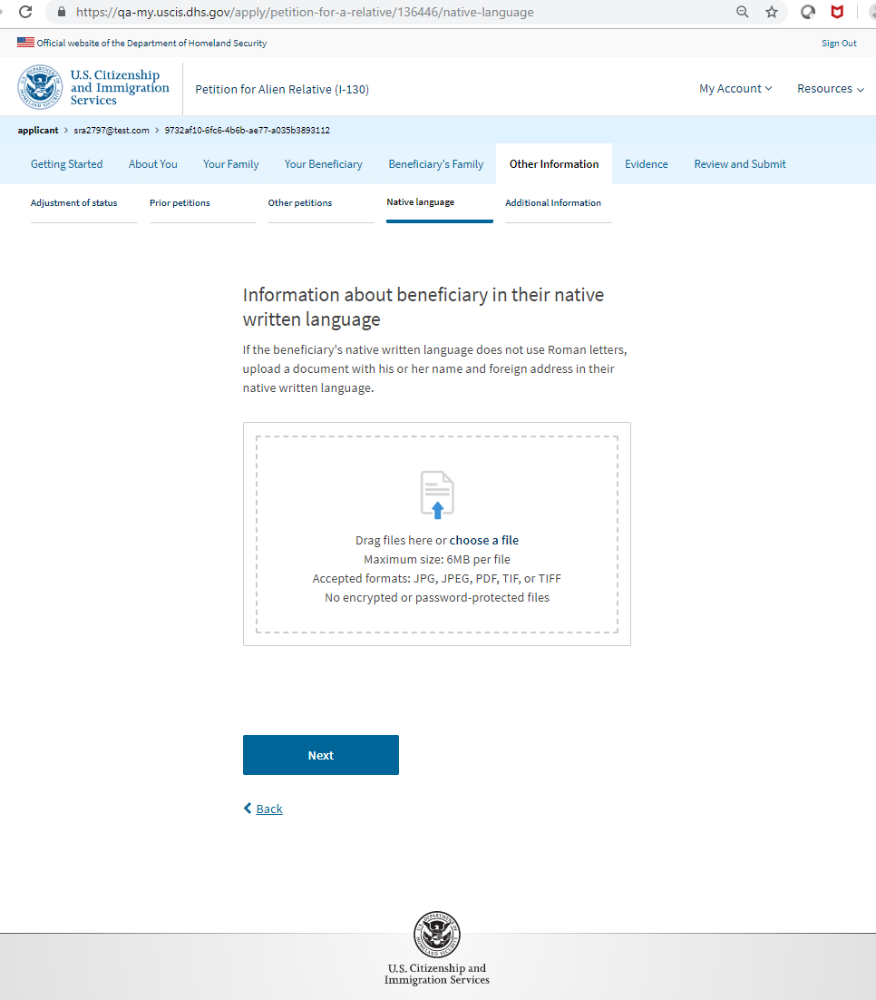 https://qa-my.uscis.dhs.gov/apply/petition-for-a-relative/136446/native-language
Official website of the Department of Homeland Security
Sign Out
U.S. Citizenship
and Immigration
Services
Petition for Alien Relative (I-130)
My Account
Resources
applicant > sra2797@test.com > 9732af10-6fc6-4b6b-ae77-a035b3893112
Getting Started About You Your Family Your Beneficiary Beneficiary's Family Other Information Evidence Review and Submit
Adjustment of status Prior petitions Other petitions Native language Additional Information
Information about beneficiary in their native
written language
If the beneficiary's native written language does not use Roman letters,
upload a document with his or her name and foreign address in their
native written language.
Drag files here or choose a file
Maximum size: 6MB per file
Accepted formats: JPG, JPEG, PDF, TIF, or TIFF
No encrypted or password-protected files
Next
Back
U.S. Citizenship and
Immigration Services